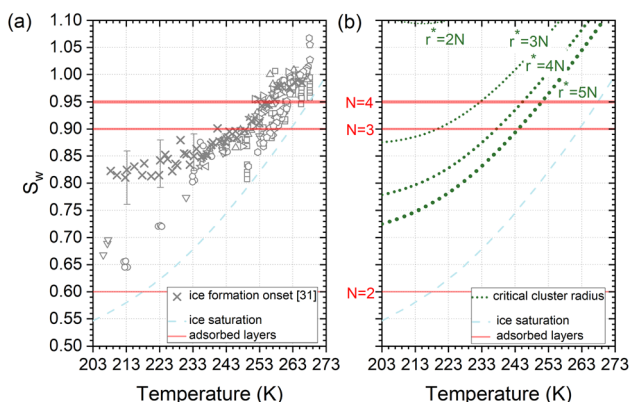 (a)
(b)
1.10
1.05
1.00
0.95
0.90
0.85
0.80
0.75
0.70
0.65
0.60
0.55
0.50
S_w
203 213 223 233 243 253 263 273
Temperature (K)
ice formation onset [31]
ice saturation
adsorbed layers
r*=2N
r*=3N
r*=4N
r*=5N
N=4
N=3
N=2
critical cluster radius
ice saturation
adsorbed layers
203 213 223 233 243 253 263 273
Temperature (K)